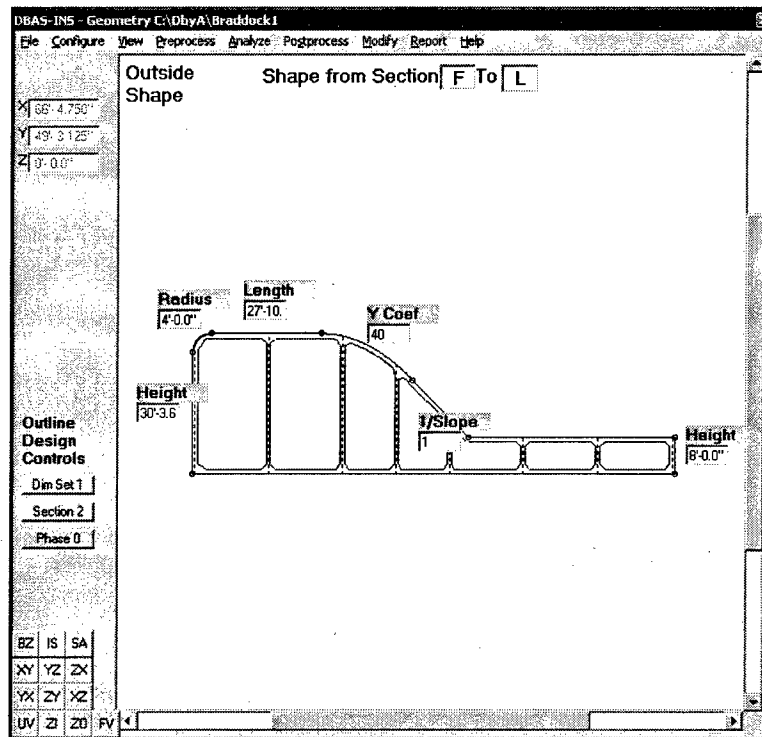 DBAS-INS - Geometry C:\DbyA\Braddock1
File Configure View Preprocess Analyze Postprocess Modify Report Help
Outside Shape from Section F To L
Shape
X 66'- 4.750"
Y 49'- 3.125"
Z 0'- 0.0"
Length
27'-10.
Radius
4'-0.0"
Y Coef
40
Height
30'-3.6
1/Slope
1
Height
8'-0.0"
Outline
Design
Controls
Dim Set 1
Section 2
Phase 0
BZ IS SA
XY YZ ZX
YX ZY XZ
UV ZI ZO FV